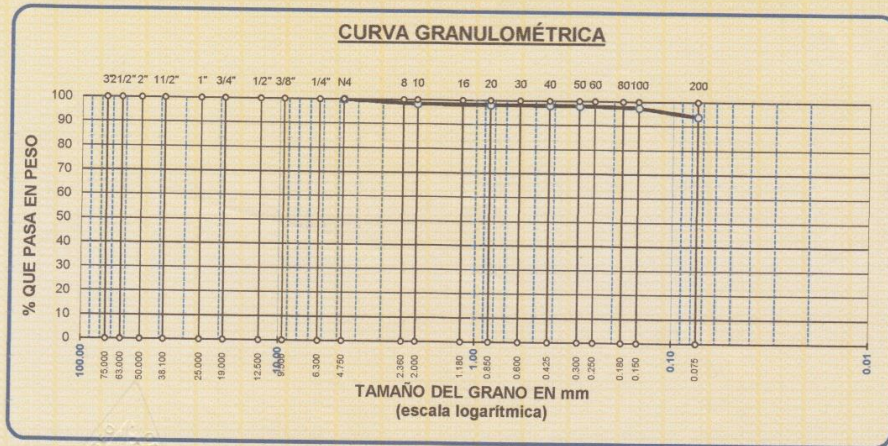 CURVA GRANULOMÉTRICA
3" 2 1/2" 2" 1 1/2" 1" 3/4" 1/2" 3/8" 1/4" N4 8 10 16 20 30 40 50 60 80 100 200
100
90
80
70
60
50
40
30
20
10
0
% QUE PASA EN PESO
100.00 10.00 1.00 0.10 0.01
75.000 63.000 50.000 38.100 25.000 19.000 12.500 9.500 6.300 4.750 2.360 2.000 1.180 0.850 0.600 0.425 0.300 0.250 0.180 0.150 0.075
TAMAÑO DEL GRANO EN mm
(escala logarítmica)